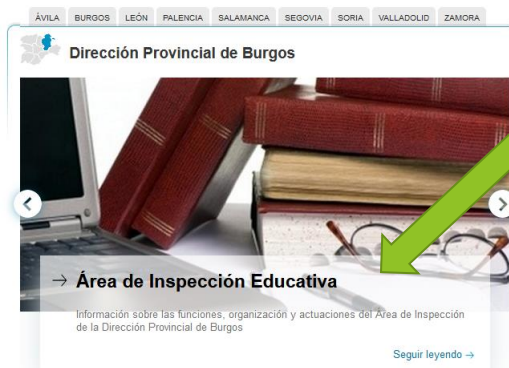 ÁVILA BURGOS LEÓN PALENCIA SALAMANCA SEGOVIA SORIA VALLADOLID ZAMORA
Dirección Provincial de Burgos
→ Área de Inspección Educativa
Información sobre las funciones, organización y actuaciones del Área de Inspección
de la Dirección Provincial de Burgos
Seguir leyendo →